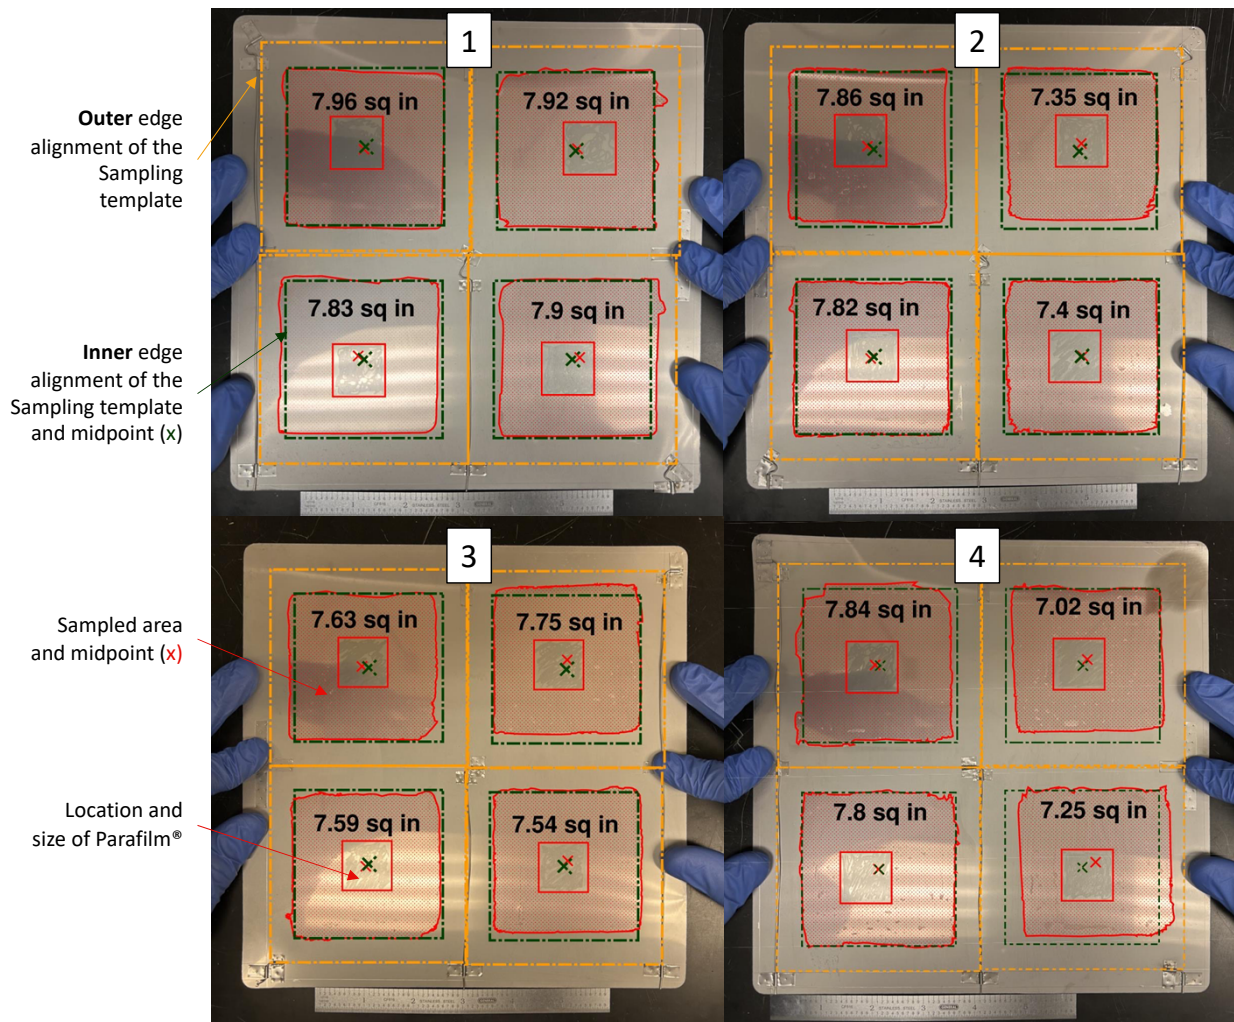 1
2
Outer edge
alignment of the
Sampling
template
7.96 sq in
7.92 sq in
7.86 sq in
7.35 sq in
7.83 sq in
7.9 sq in
7.82 sq in
7.4 sq in
Inner edge
alignment of the
Sampling template
and midpoint (x)
3
4
Sampled area
and midpoint (x)
7.63 sq in
7.75 sq in
7.84 sq in
7.02 sq in
Location and
size of Parafilm®
7.59 sq in
7.54 sq in
7.8 sq in
7.25 sq in